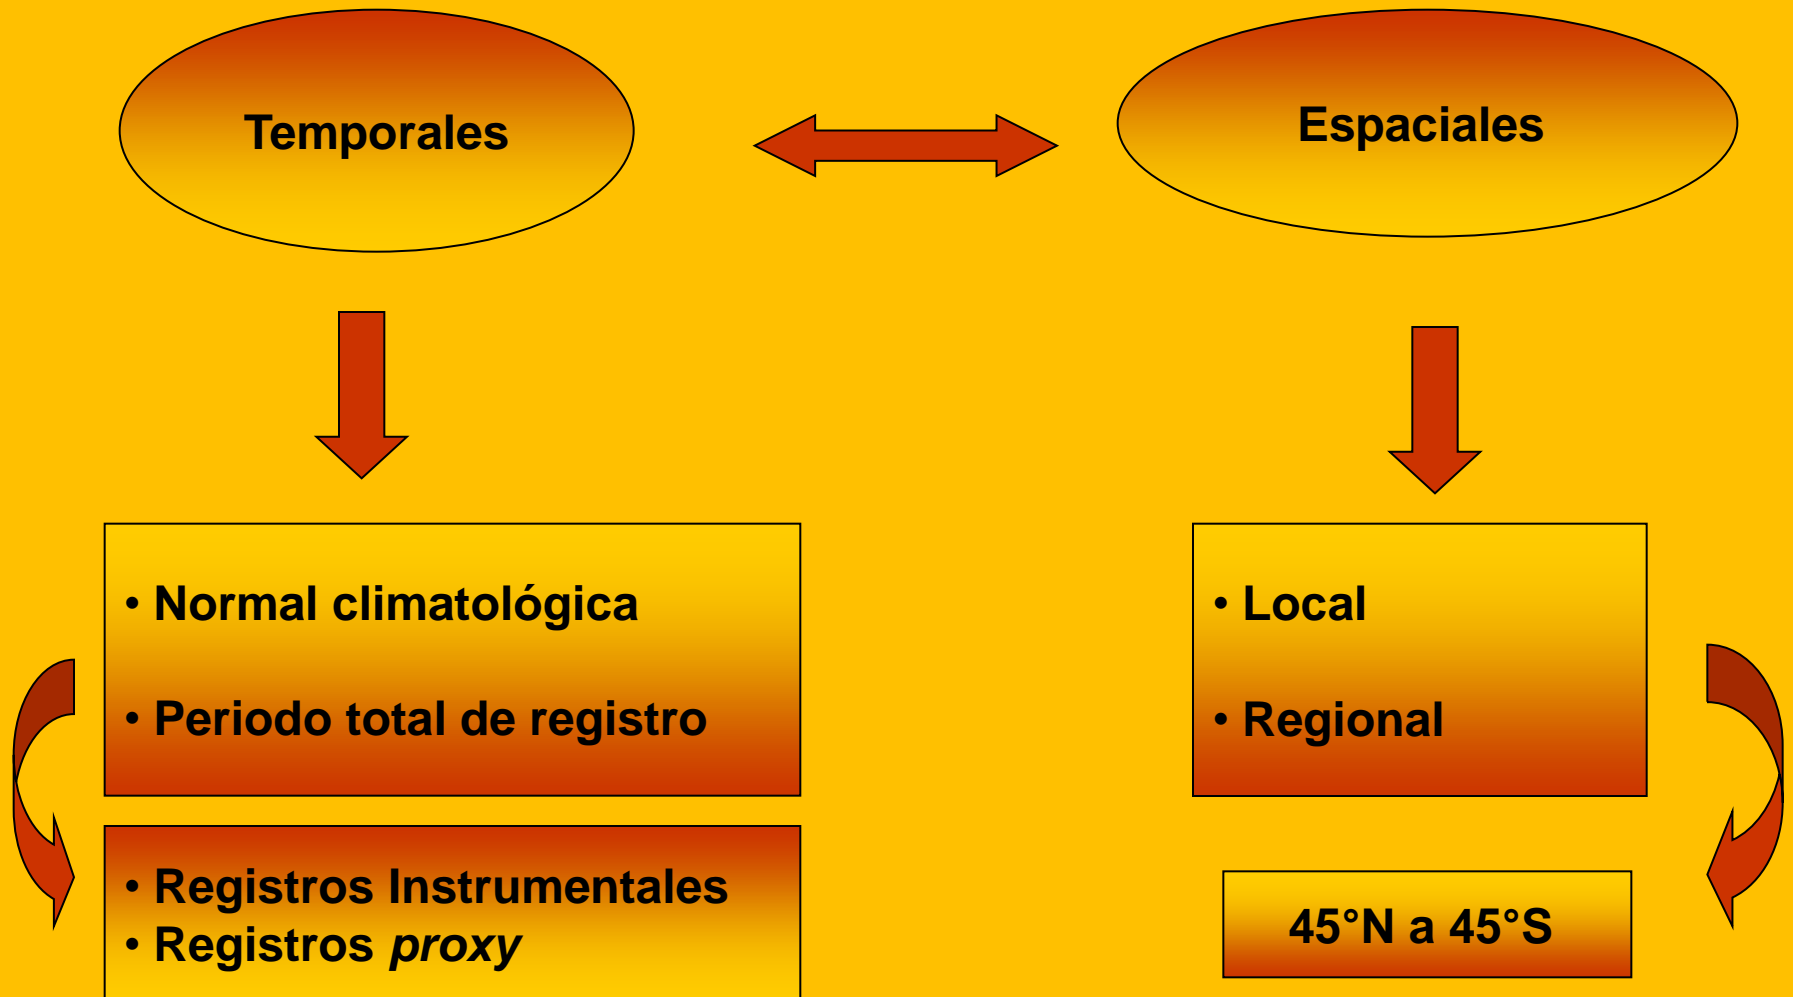 Temporales
Espaciales
• Normal climatológica
• Periodo total de registro
• Local
• Regional
• Registros Instrumentales
• Registros proxy
45°N a 45°S